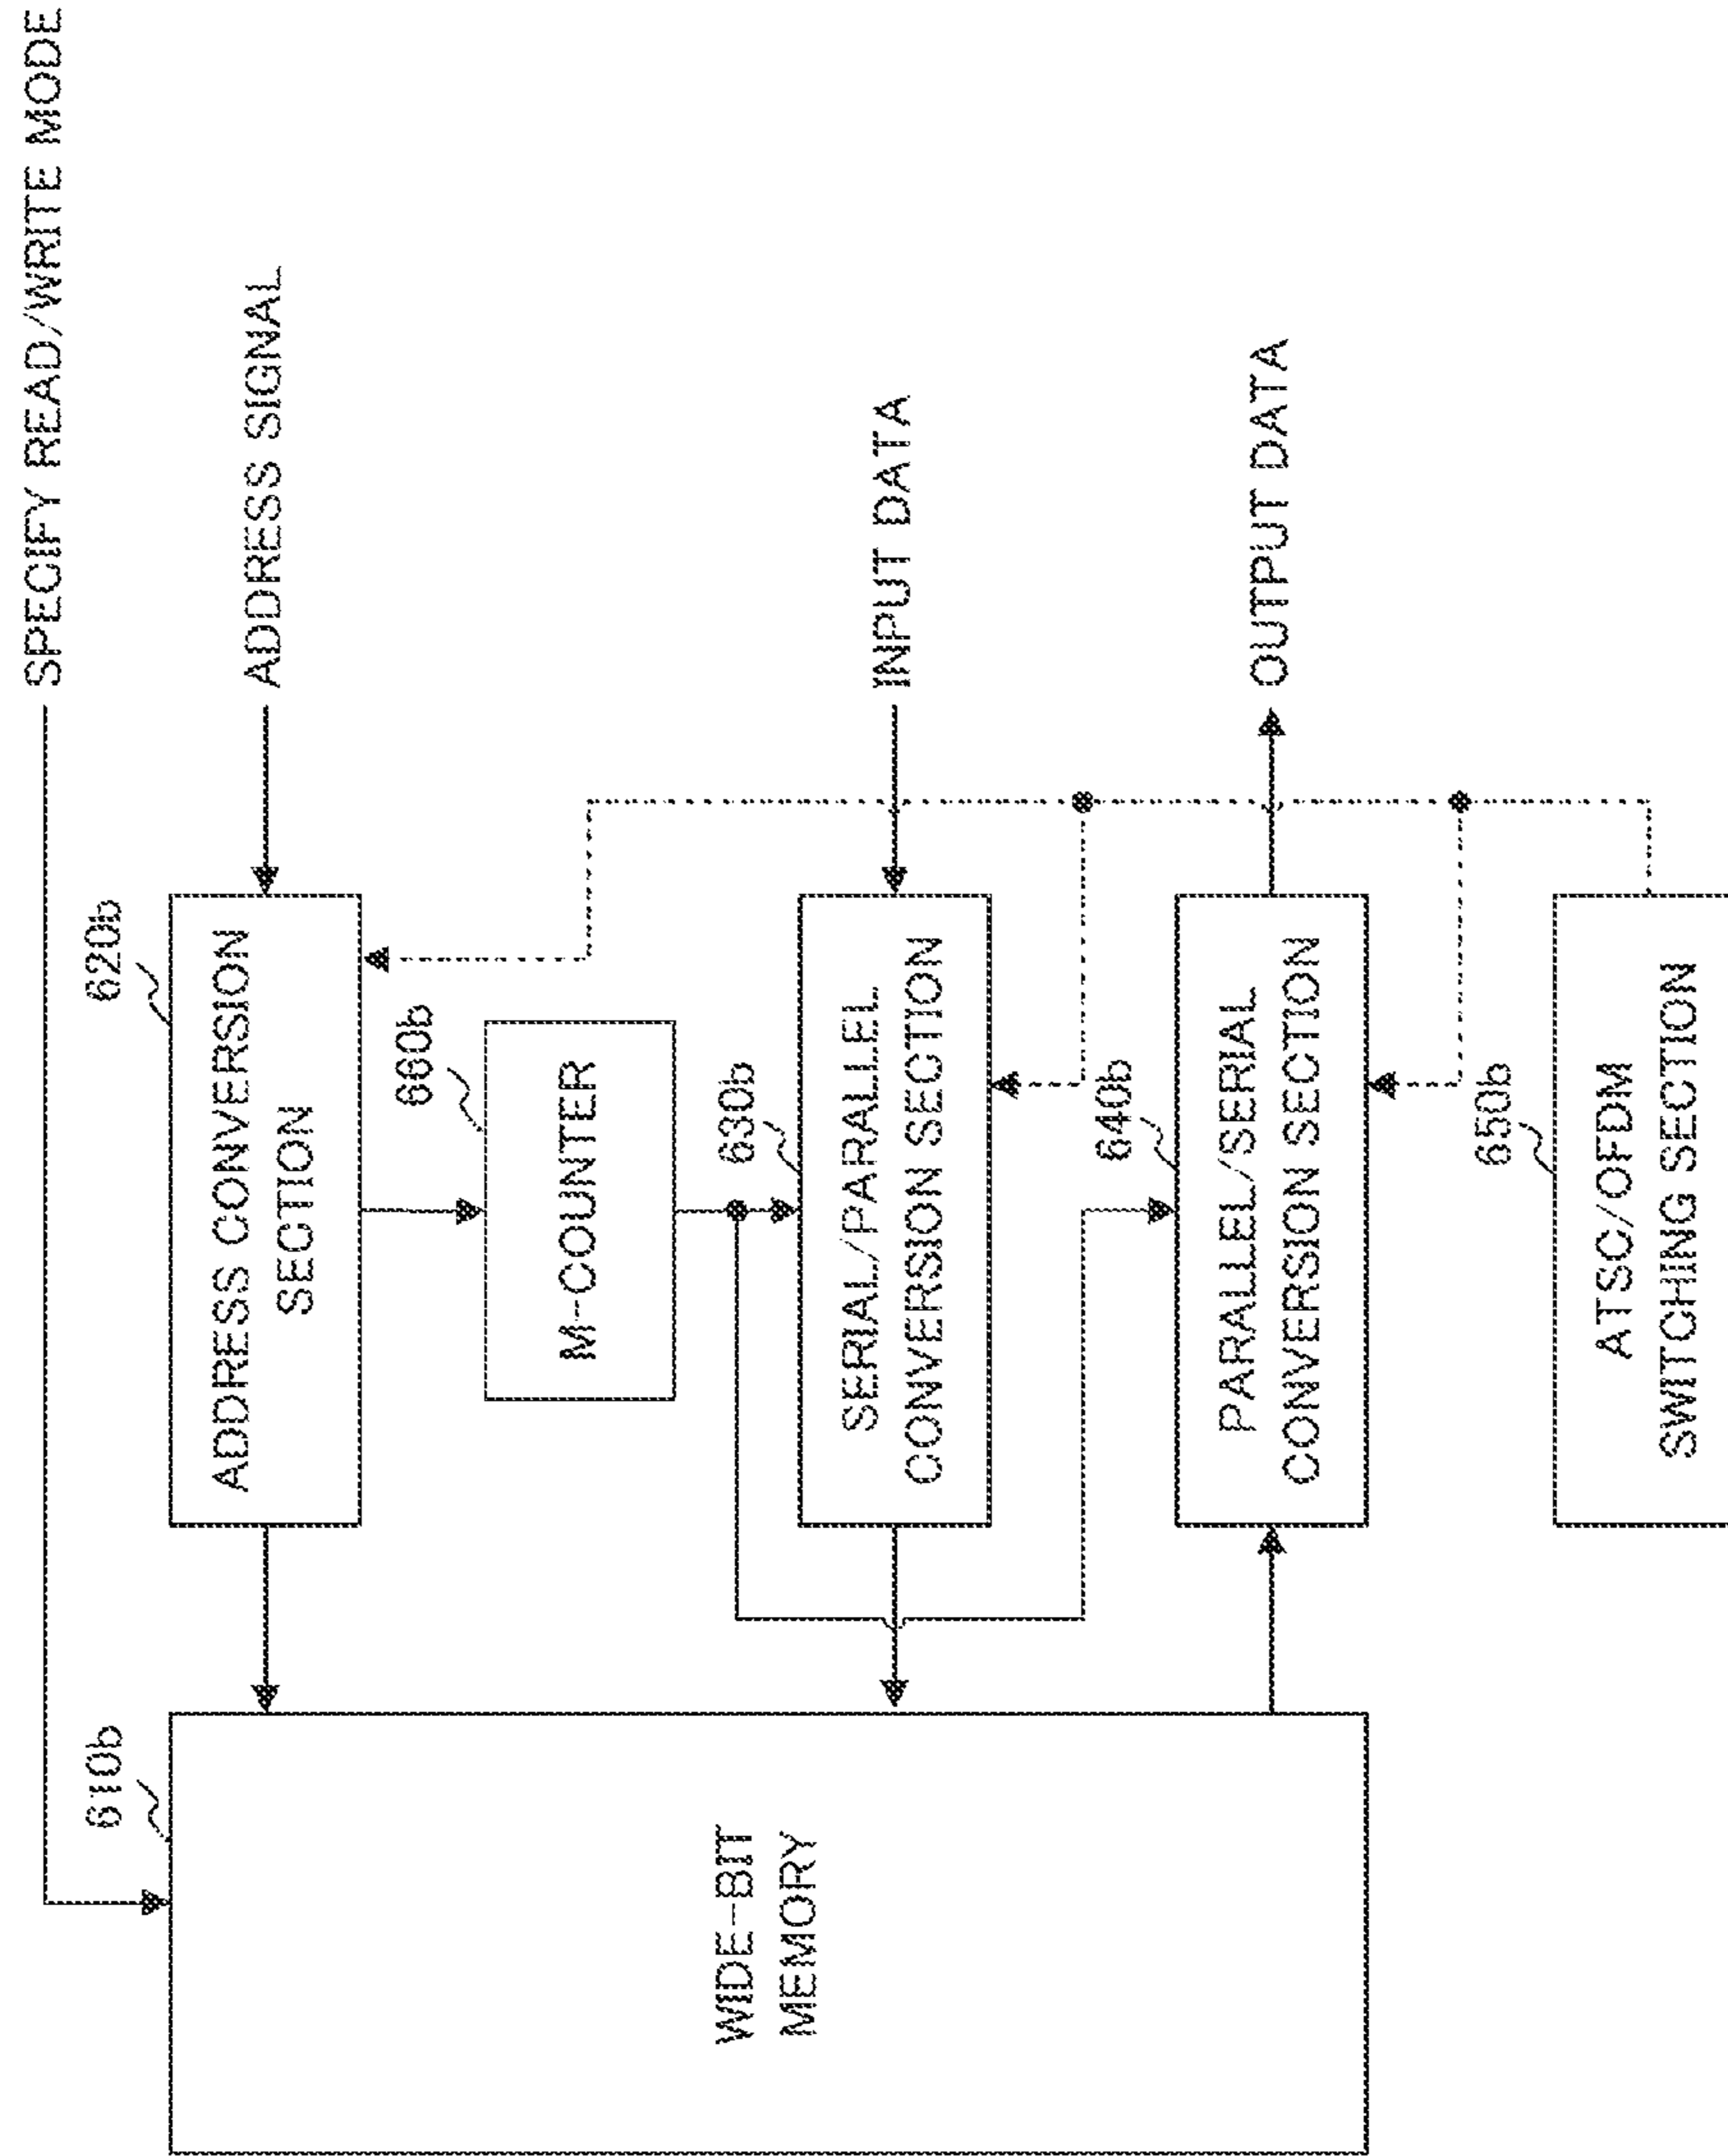 SPECIFY READ/WRITE MODE
ADDRESS SIGNAL
620b
ADDRESS CONVERSION
SECTION
610b
WIDE-BIT
MEMORY
660b
M-COUNTER
INPUT DATA
630b
SERIAL/PARALLEL
CONVERSION SECTION
OUTPUT DATA
640b
PARALLEL/SERIAL
CONVERSION SECTION
650b
ATSC/OFDM
SWITCHING SECTION